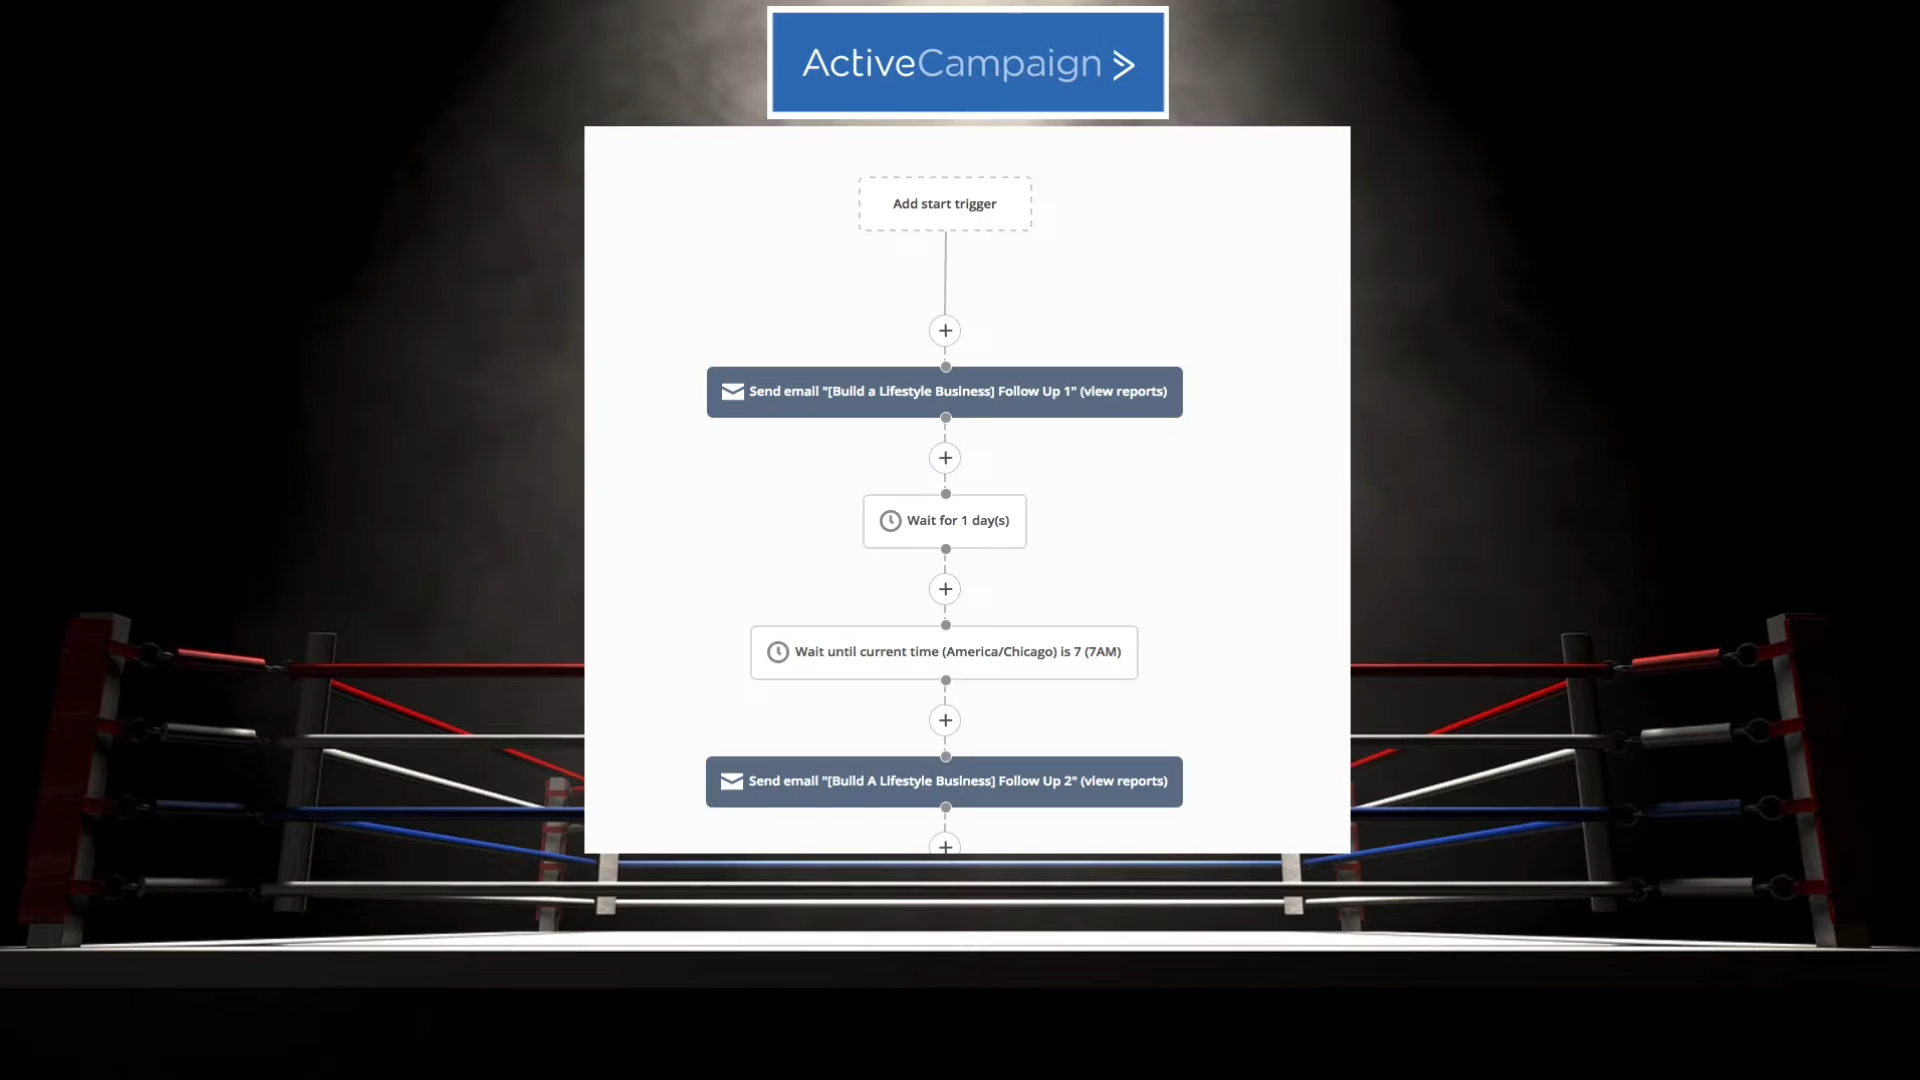 ActiveCampaign
Add start trigger
Send email "[Build a Lifestyle Business] Follow Up 1" (view reports)
Wait for 1 day(s)
Wait until current time (America/Chicago) is 7 (7AM)
Send email "[Build A Lifestyle Business] Follow Up 2" (view reports)